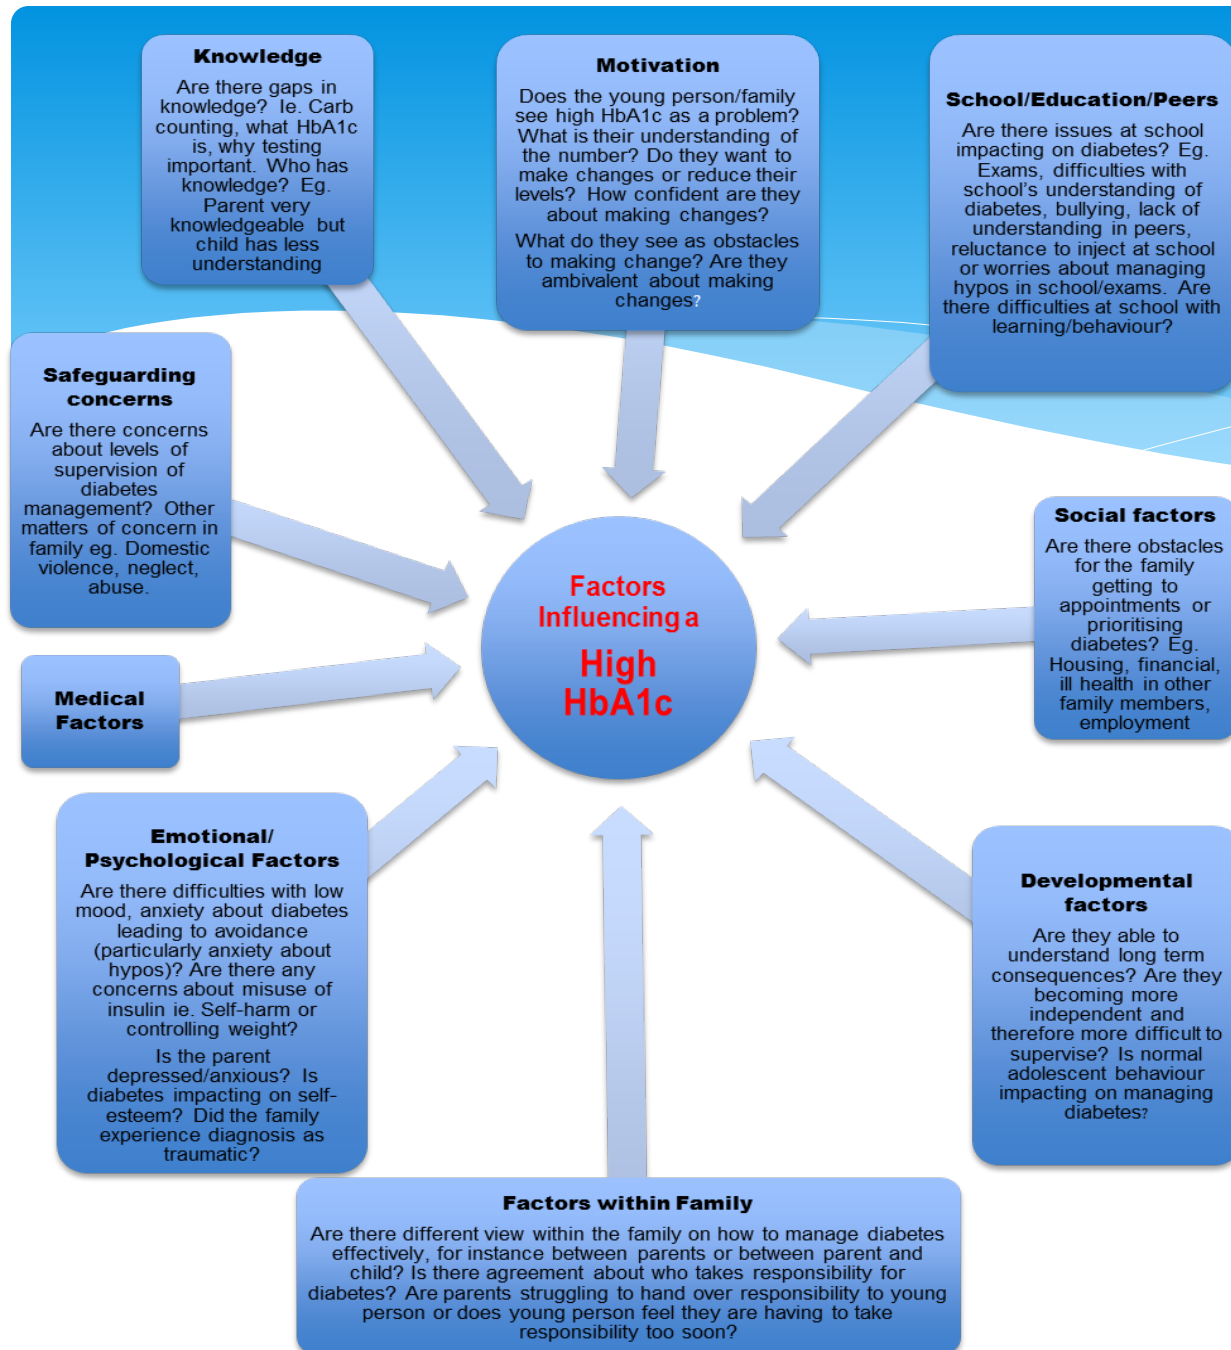 Knowledge
Are there gaps in
knowledge? Ie. Carb
counting, what HbA1c
is, why testing
important. Who has
knowledge? Eg.
Parent very
knowledgeable but
child has less
understanding
Motivation
Does the young person/family
see high HbA1c as a problem?
What is their understanding of
the number? Do they want to
make changes or reduce their
levels? How confident are they
about making changes?
What do they see as obstacles
to making change? Are they
ambivalent about making
changes?
School/Education/Peers
Are there issues at school
impacting on diabetes? Eg.
Exams, difficulties with
school’s understanding of
diabetes, bullying, lack of
understanding in peers,
reluctance to inject at school
or worries about managing
hypos in school/exams. Are
there difficulties at school with
learning/behaviour?
Safeguarding
concerns
Are there concerns
about levels of
supervision of
diabetes
management? Other
matters of concern in
family eg. Domestic
violence, neglect,
abuse.
Social factors
Are there obstacles
for the family
getting to
appointments or
prioritising
diabetes? Eg.
Housing, financial,
ill health in other
family members,
employment
Factors
Influencing a
High
HbA1c
Medical
Factors
Emotional/
Psychological Factors
Are there difficulties with low
mood, anxiety about diabetes
leading to avoidance
(particularly anxiety about
hypos)? Are there any
concerns about misuse of
insulin ie. Self-harm or
controlling weight?
Is the parent
depressed/anxious? Is
diabetes impacting on self-
esteem? Did the family
experience diagnosis as
traumatic?
Developmental
factors
Are they able to
understand long term
consequences? Are they
becoming more
independent and
therefore more difficult to
supervise? Is normal
adolescent behaviour
impacting on managing
diabetes?
Factors within Family
Are there different view within the family on how to manage diabetes
effectively, for instance between parents or between parent and
child? Is there agreement about who takes responsibility for
diabetes? Are parents struggling to hand over responsibility to young
person or does young person feel they are having to take
responsibility too soon?